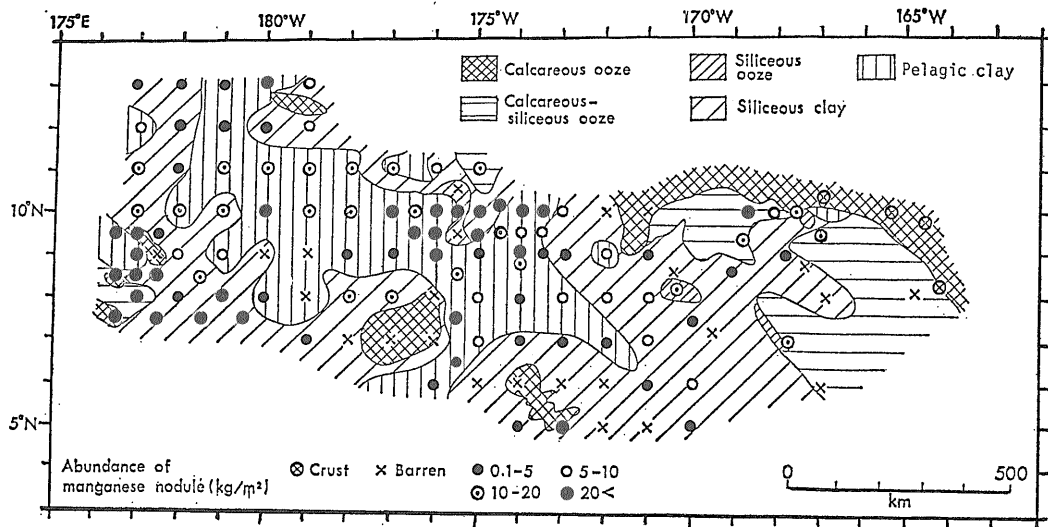 175°E 180°W 175°W 170°W 165°W
Calcareous ooze
Siliceous ooze
Pelagic clay
Calcareous-siliceous ooze
Siliceous clay
10°N
5°N
Abundance of manganese nodule (kg/m²)
Crust
Barren
0.1-5
5-10
10-20
20<
0 500
km